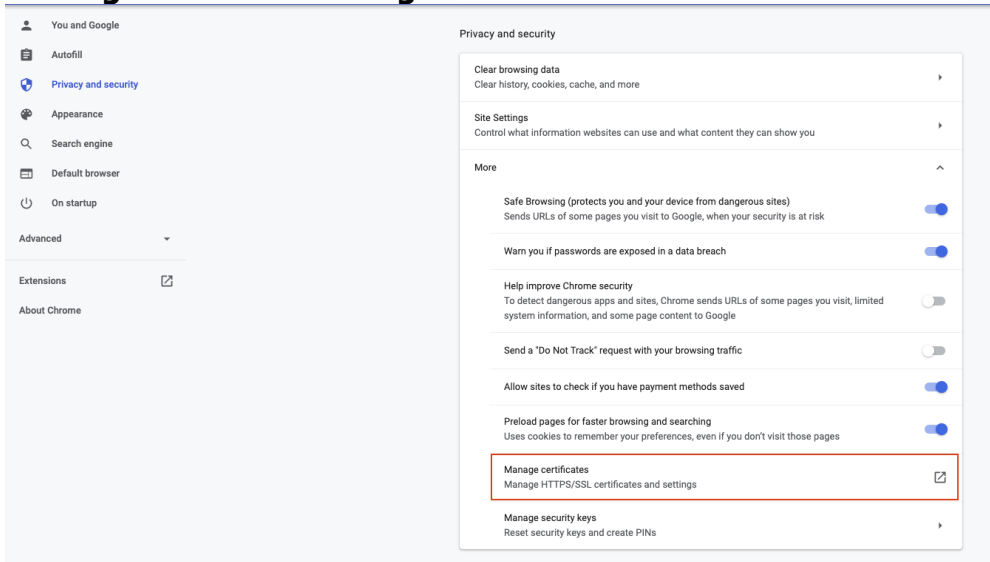 You and Google
Autofill
Privacy and security
Appearance
Search engine
Default browser
On startup
Advanced
Extensions
About Chrome
Privacy and security
Clear browsing data
Clear history, cookies, cache, and more
Site Settings
Control what information websites can use and what content they can show you
More
Safe Browsing (protects you and your device from dangerous sites)
Sends URLs of some pages you visit to Google, when your security is at risk
Warn you if passwords are exposed in a data breach
Help improve Chrome security
To detect dangerous apps and sites, Chrome sends URLs of some pages you visit, limited
system information, and some page content to Google
Send a "Do Not Track" request with your browsing traffic
Allow sites to check if you have payment methods saved
Preload pages for faster browsing and searching
Uses cookies to remember your preferences, even if you don't visit those pages
Manage certificates
Manage HTTPS/SSL certificates and settings
Manage security keys
Reset security keys and create PINs